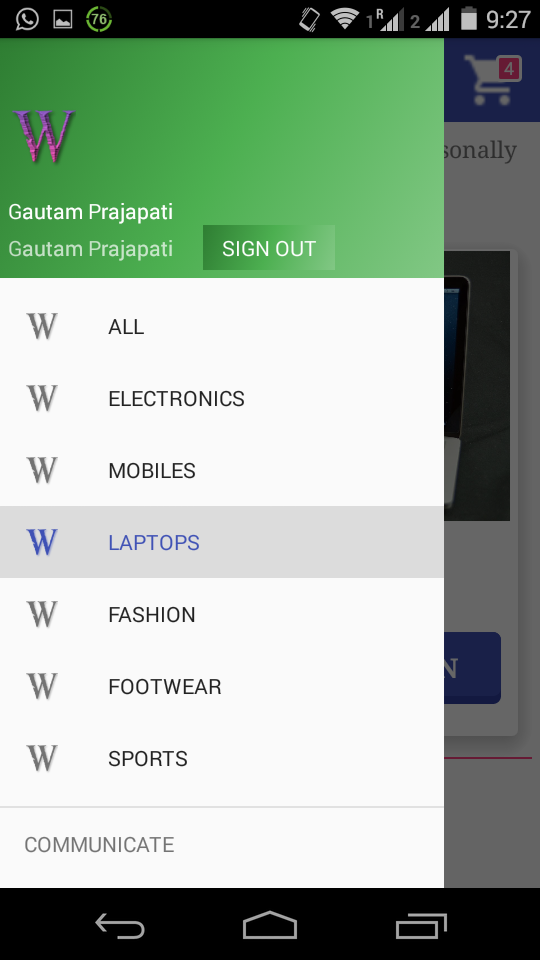 76
1 R 2 9:27
4
sonally
W
Gautam Prajapati
Gautam Prajapati SIGN OUT
W ALL
W ELECTRONICS
W MOBILES
W LAPTOPS
W FASHION
W FOOTWEAR
N
W SPORTS
COMMUNICATE